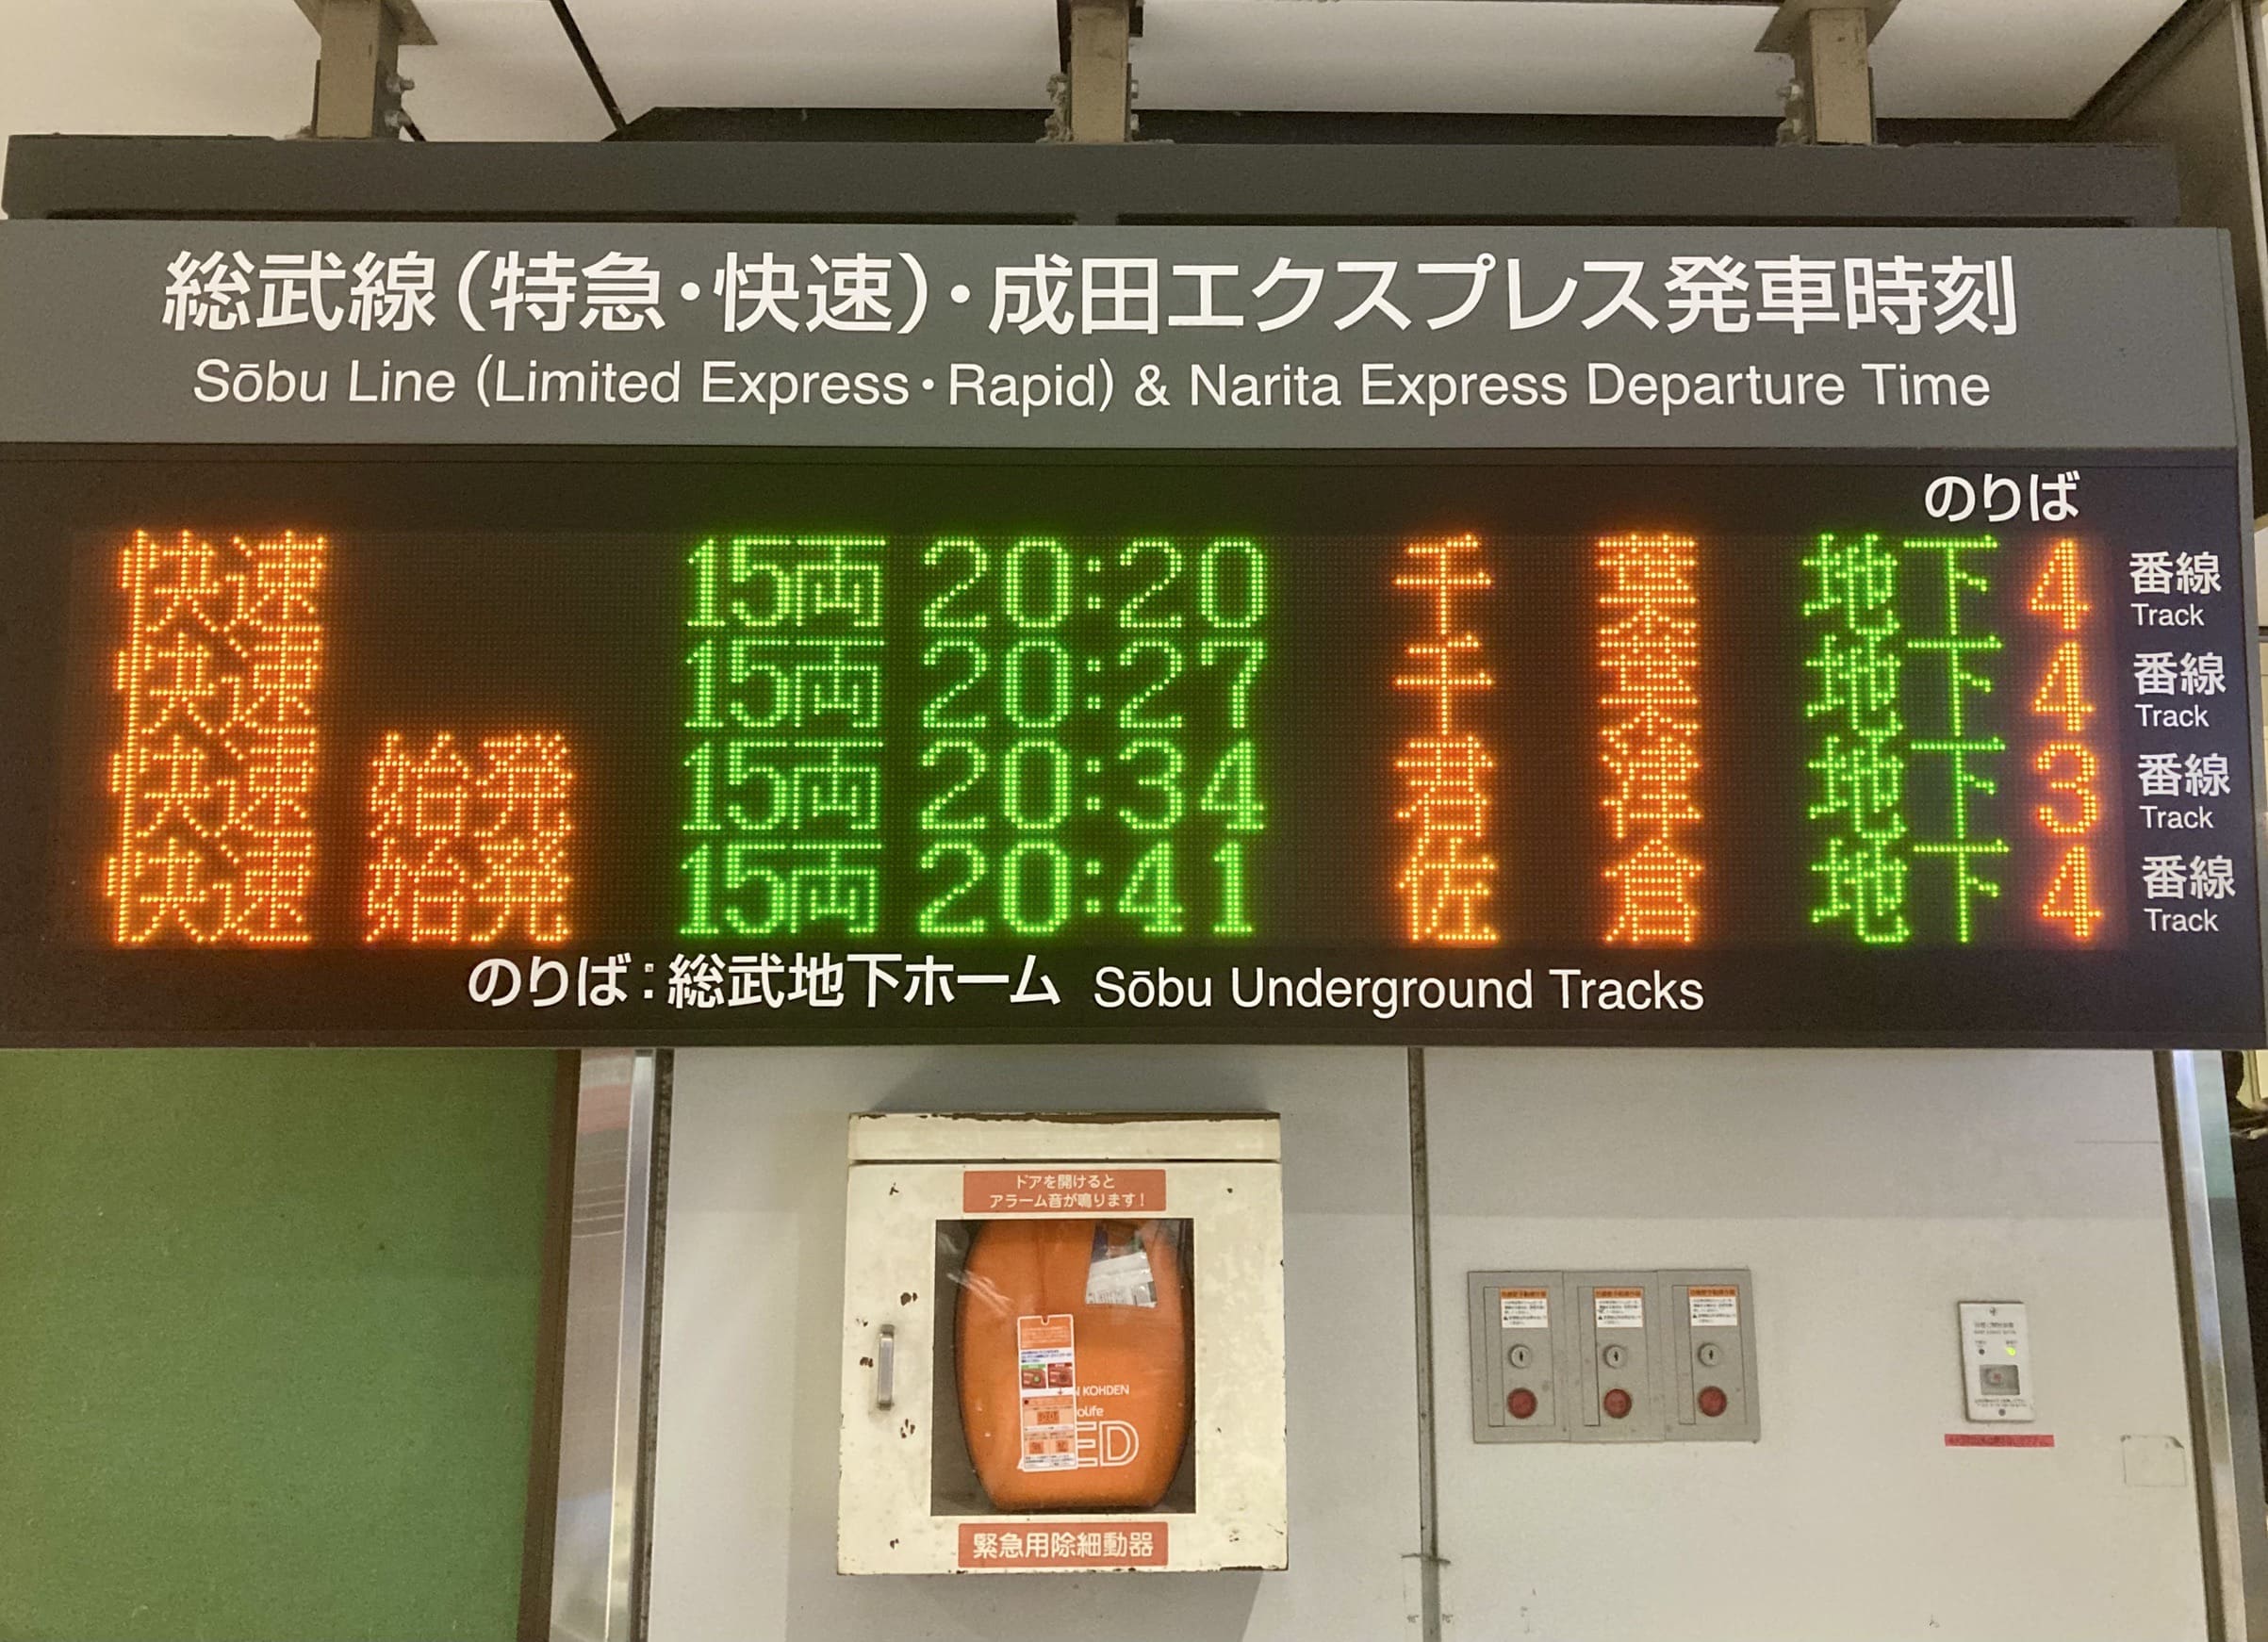 総武線(特急・快速)・成田エクスプレス発車時刻
Sōbu Line (Limited Express・Rapid) & Narita Express Departure Time
のりば
快速 15両 20:20 千葉 地下 4 番線 Track
快速 15両 20:27 千葉 地下 4 番線 Track
快速 始発 15両 20:34 君津 地下 3 番線 Track
快速 始発 15両 20:41 佐倉 地下 4 番線 Track
のりば:総武地下ホーム Sōbu Underground Tracks
ドアを開けると
アラーム音が鳴ります!
KOHDEN
緊急用除細動器